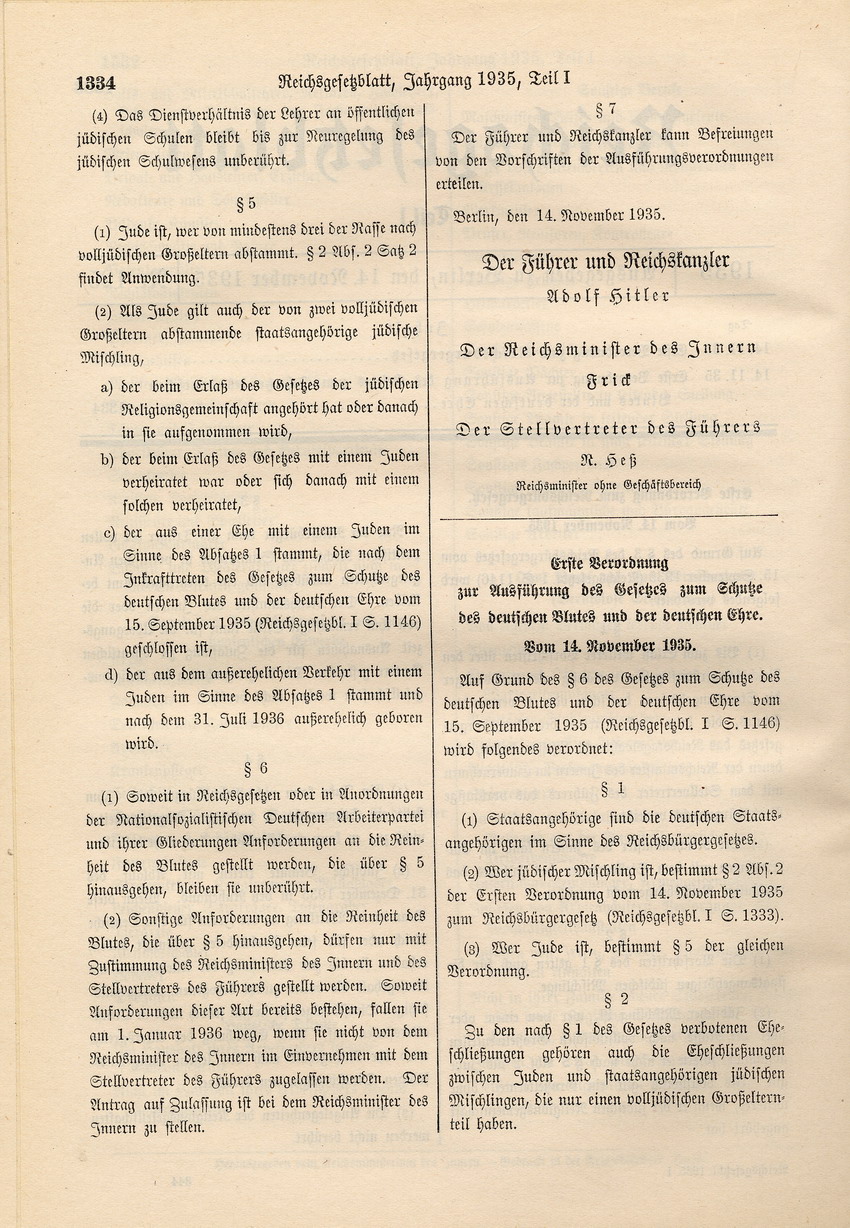 1334
Reichsgesetzblatt, Jahrgang 1935, Teil I
(4) Das Dienstverhältnis der Lehrer an öffentlichen
jüdischen Schulen bleibt bis zur Neuregelung des
jüdischen Schulwesens unberührt.
§ 5
(1) Jude ist, wer von mindestens drei der Rasse nach
volljüdischen Großeltern abstammt. § 2 Abs. 2 Satz 2
findet Anwendung.
(2) Als Jude gilt auch der von zwei volljüdischen
Großeltern abstammende staatsangehörige jüdische
Mischling,
a) der beim Erlaß des Gesetzes der jüdischen
Religionsgemeinschaft angehört hat oder danach
in sie aufgenommen wird,
b) der beim Erlaß des Gesetzes mit einem Juden
verheiratet war oder sich danach mit einem
solchen verheiratet,
c) der aus einer Ehe mit einem Juden im
Sinne des Absatzes 1 stammt, die nach dem
Inkrafttreten des Gesetzes zum Schutze des
deutschen Blutes und der deutschen Ehre vom
15. September 1935 (Reichsgesetzbl. I S. 1146)
geschlossen ist,
d) der aus dem außerehelichen Verkehr mit einem
Juden im Sinne des Absatzes 1 stammt und
nach dem 31. Juli 1936 außerehelich geboren
wird.
§ 6
(1) Soweit in Reichsgesetzen oder in Anordnungen
der Nationalsozialistischen Deutschen Arbeiterpartei
und ihrer Gliederungen Anforderungen an die Rein-
heit des Blutes gestellt werden, die über § 5
hinausgehen, bleiben sie unberührt.
(2) Sonstige Anforderungen an die Reinheit des
Blutes, die über § 5 hinausgehen, dürfen nur mit
Zustimmung des Reichsministers des Innern und des
Stellvertreters des Führers gestellt werden. Soweit
Anforderungen dieser Art bereits bestehen, fallen sie
am 1. Januar 1936 weg, wenn sie nicht von dem
Reichsminister des Innern im Einvernehmen mit dem
Stellvertreter des Führers zugelassen werden. Der
Antrag auf Zulassung ist bei dem Reichsminister des
Innern zu stellen.
§ 7
Der Führer und Reichskanzler kann Befreiungen
von den Vorschriften der Ausführungsverordnungen
erteilen.
Berlin, den 14. November 1935.
Der Führer und Reichskanzler
Adolf Hitler
Der Reichsminister des Innern
Frick
Der Stellvertreter des Führers
R. Heß
Reichsminister ohne Geschäftsbereich
Erste Verordnung
zur Ausführung des Gesetzes zum Schutze
des deutschen Blutes und der deutschen Ehre.
Vom 14. November 1935.
Auf Grund des § 6 des Gesetzes zum Schutze des
deutschen Blutes und der deutschen Ehre vom
15. September 1935 (Reichsgesetzbl. I S. 1146)
wird folgendes verordnet:
§ 1
(1) Staatsangehörige sind die deutschen Staats-
angehörigen im Sinne des Reichsbürgergesetzes.
(2) Wer jüdischer Mischling ist, bestimmt § 2 Abs. 2
der Ersten Verordnung vom 14. November 1935
zum Reichsbürgergesetz (Reichsgesetzbl. I S. 1333).
(3) Wer Jude ist, bestimmt § 5 der gleichen
Verordnung.
§ 2
Zu den nach § 1 des Gesetzes verbotenen Ehe-
schließungen gehören auch die Eheschließungen
zwischen Juden und staatsangehörigen jüdischen
Mischlingen, die nur einen volljüdischen Großeltern-
teil haben.